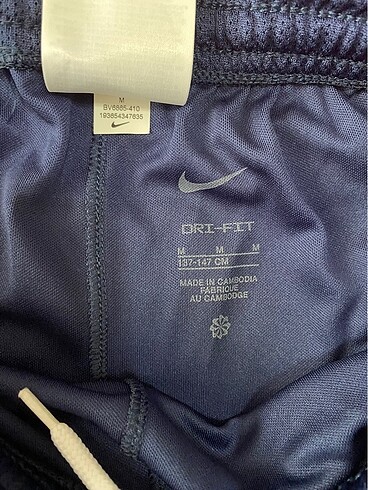 M
BV6865-410
193654347635
DRI-FIT
M M M
137-147 CM
MADE IN CAMBODIA
FABRIQUÉ
AU CAMBODGE